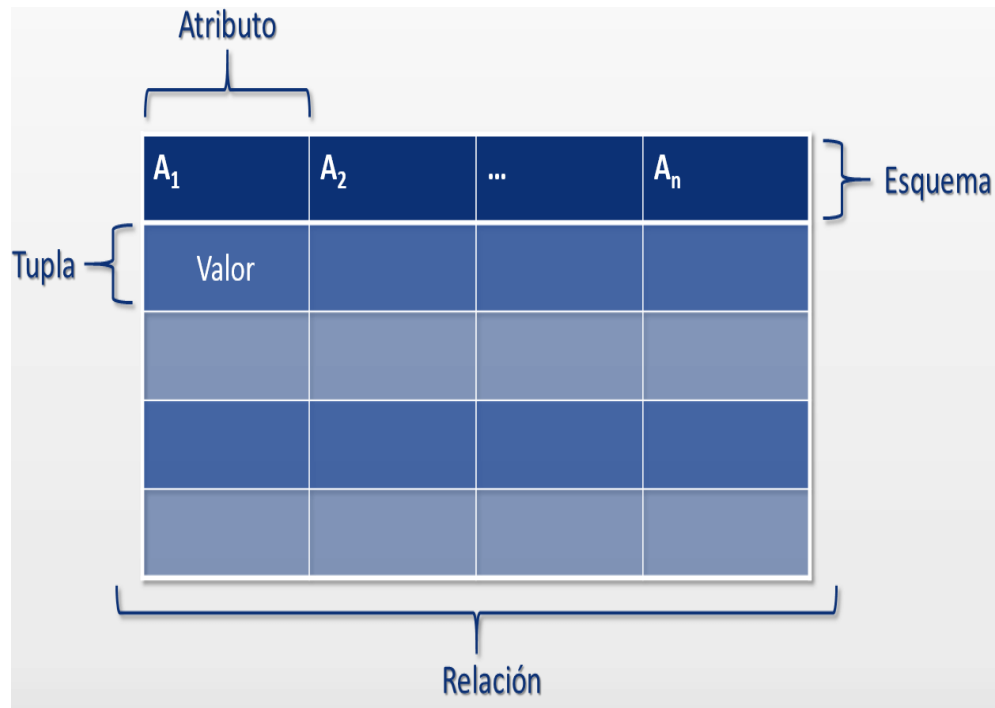 Atributo
A₁ A₂ ... Aₙ
Esquema
Tupla
Valor
Relación